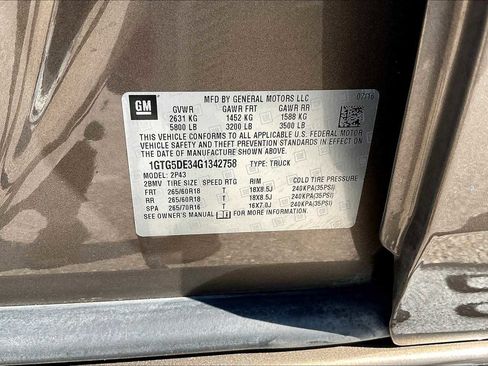 GM
MFD BY GENERAL MOTORS LLC
07/16
GVWR GAWR FRT GAWR RR
2631 KG 1452 KG 1588 KG
5800 LB 3200 LB 3500 LB
THIS VEHICLE CONFORMS TO ALL APPLICABLE U.S. FEDERAL MOTOR
VEHICLE SAFETY AND THEFT PREVENTION STANDARDS IN EFFECT ON
THE DATE OF MANUFACTURE SHOWN ABOVE.
1GTG5DE34G1342758 TYPE: TRUCK
MODEL: 2P43
2BMV TIRE SIZE SPEED RTG RIM COLD TIRE PRESSURE
FRT 265/60R18 T 18X8.5J 240KPA(35PSI)
RR 265/60R18 T 18X8.5J 240KPA(35PSI)
SPA 265/70R16 T 16X7.0J 240KPA(35PSI)
SEE OWNER'S MANUAL FOR MORE INFORMATION.